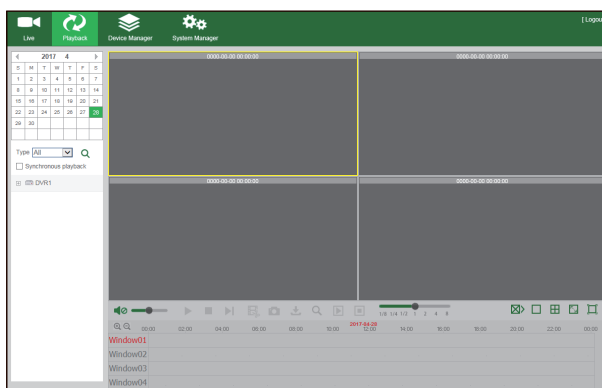 [ Logou
Live Playback Device Manager System Manager
2017 4
S M T W T F S
1 2 3 4 5 6 7
8 9 10 11 12 13 14
15 16 17 18 19 20 21
22 23 24 25 26 27 28
29 30
Type All
Synchronous playback
DVR1
0000-00-00 00:00:00 0000-00-00 00:00:00
0000-00-00 00:00:00 0000-00-00 00:00:00
1/8 1/4 1/2 1 2 4 8
2017-04-28
00:00 02:00 04:00 06:00 08:00 10:00 12:00 14:00 16:00 18:00 20:00 22:00 00:00
Window01
Window02
Window03
Window04